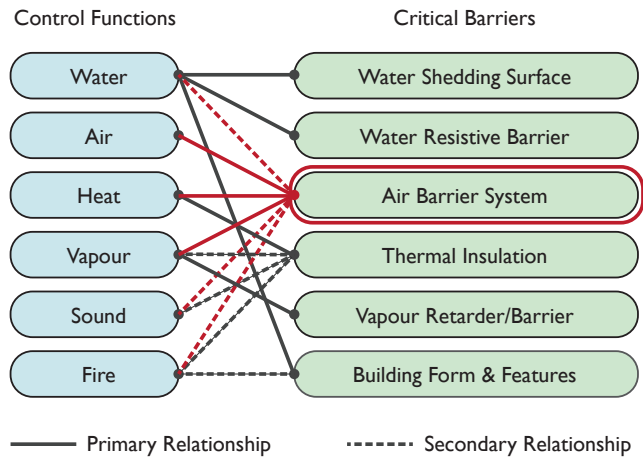 Control Functions
Critical Barriers
Water
Water Shedding Surface
Air
Water Resistive Barrier
Heat
Air Barrier System
Vapour
Thermal Insulation
Sound
Vapour Retarder/Barrier
Fire
Building Form & Features
Primary Relationship
Secondary Relationship